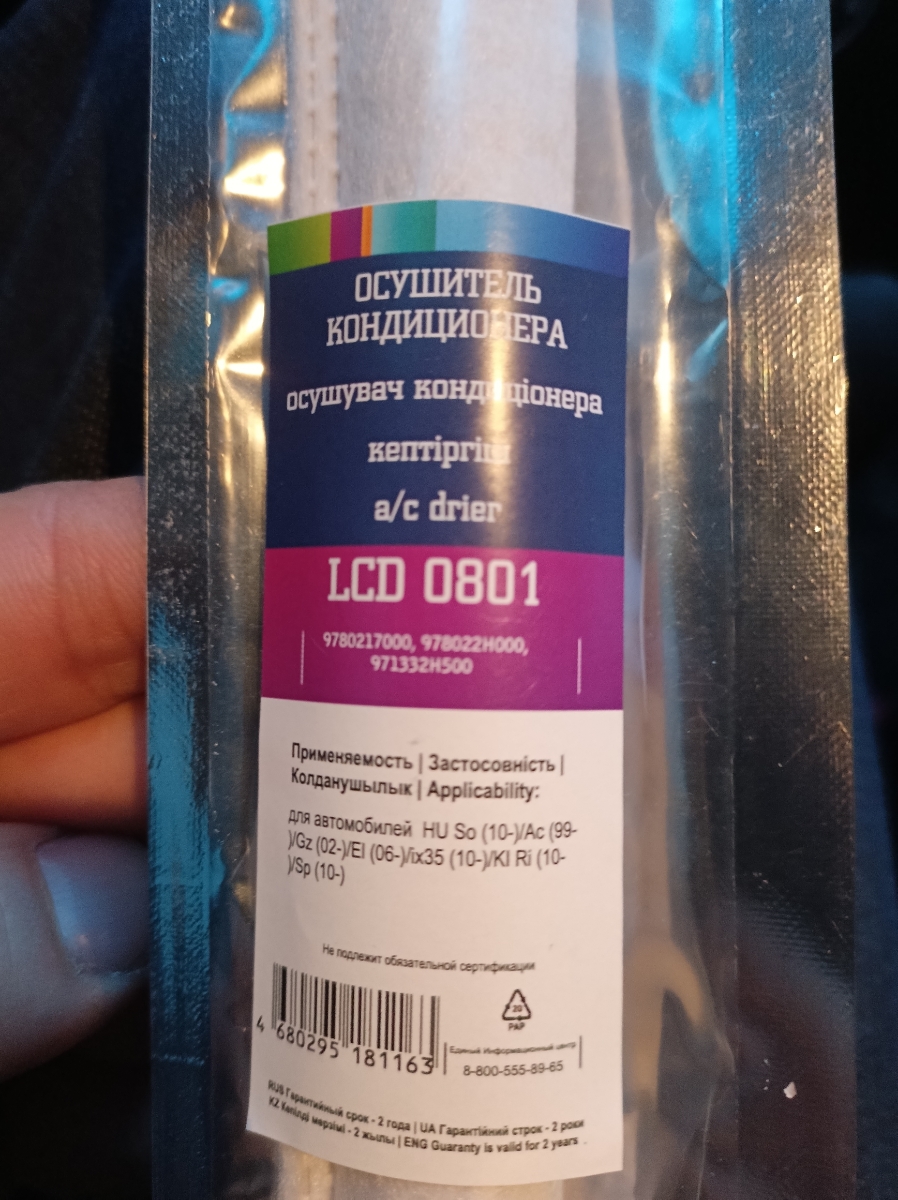 ОСУШИТЕЛЬ
КОНДИЦИОНЕРА
осушувач кондиціонера
кептіргіш
a/c drier
LCD 0801
9780217000, 978022H000,
971332H500
Применяемость | Застосовність |
Колданушылык | Applicability:
для автомобилей HU So (10-)/Ac (99-
)/Gz (02-)/El (06-)/ix35 (10-)/KI Ri (10-
)/Sp (10-)
Не подлежит обязательной сертификации
20
PAP
4 680295 181163
Единый Информационный центр
8-800-555-89-65
RUS Гарантийный срок - 2 года | UA Гарантійний строк - 2 роки
KZ Кепілді мерзімі - 2 жылы | ENG Guaranty is valid for 2 years .